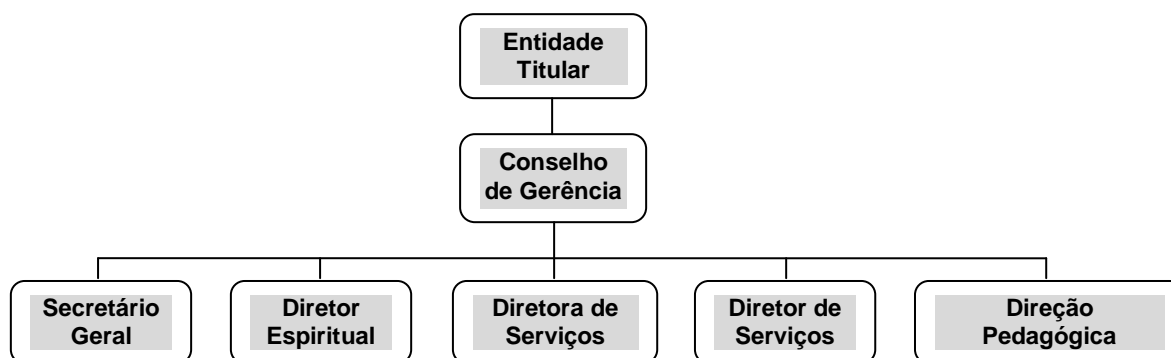 Entidade
Titular
Conselho
de Gerência
Secretário
Geral
Diretor
Espiritual
Diretora de
Serviços
Diretor de
Serviços
Direção
Pedagógica